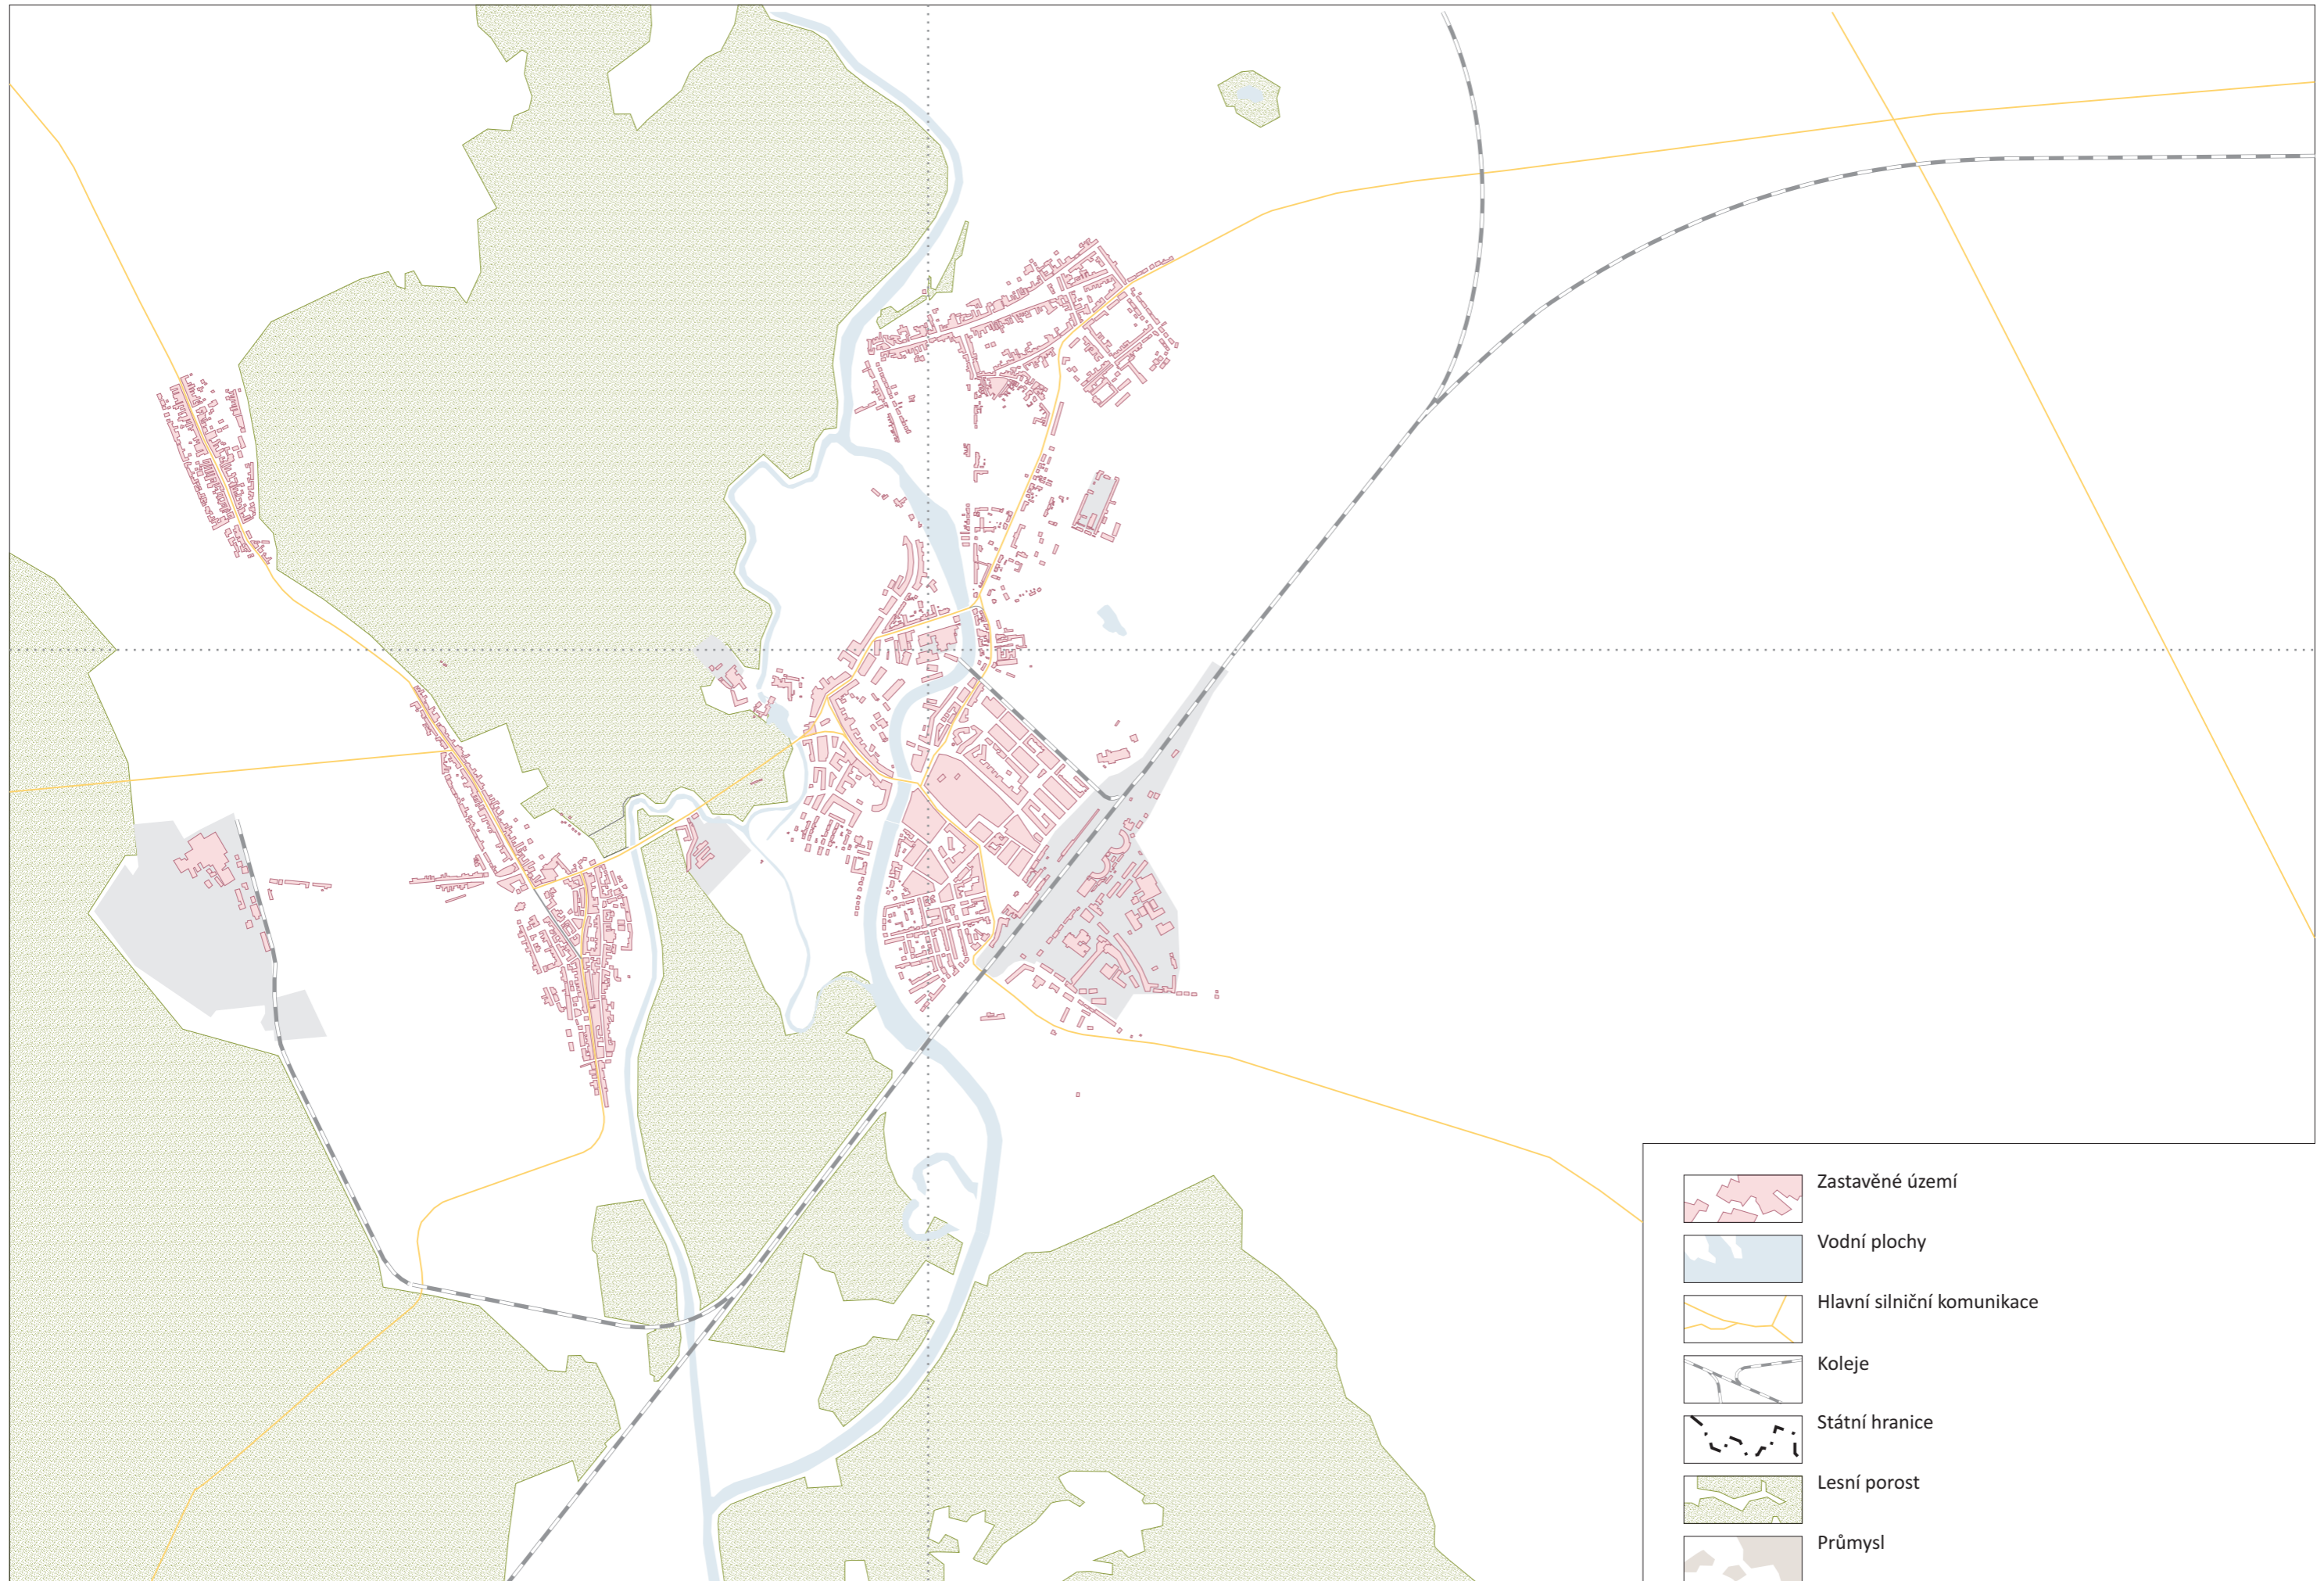 Zastavěné území
Vodní plochy
Hlavní silniční komunikace
Koleje
Státní hranice
Lesní porost
Průmysl